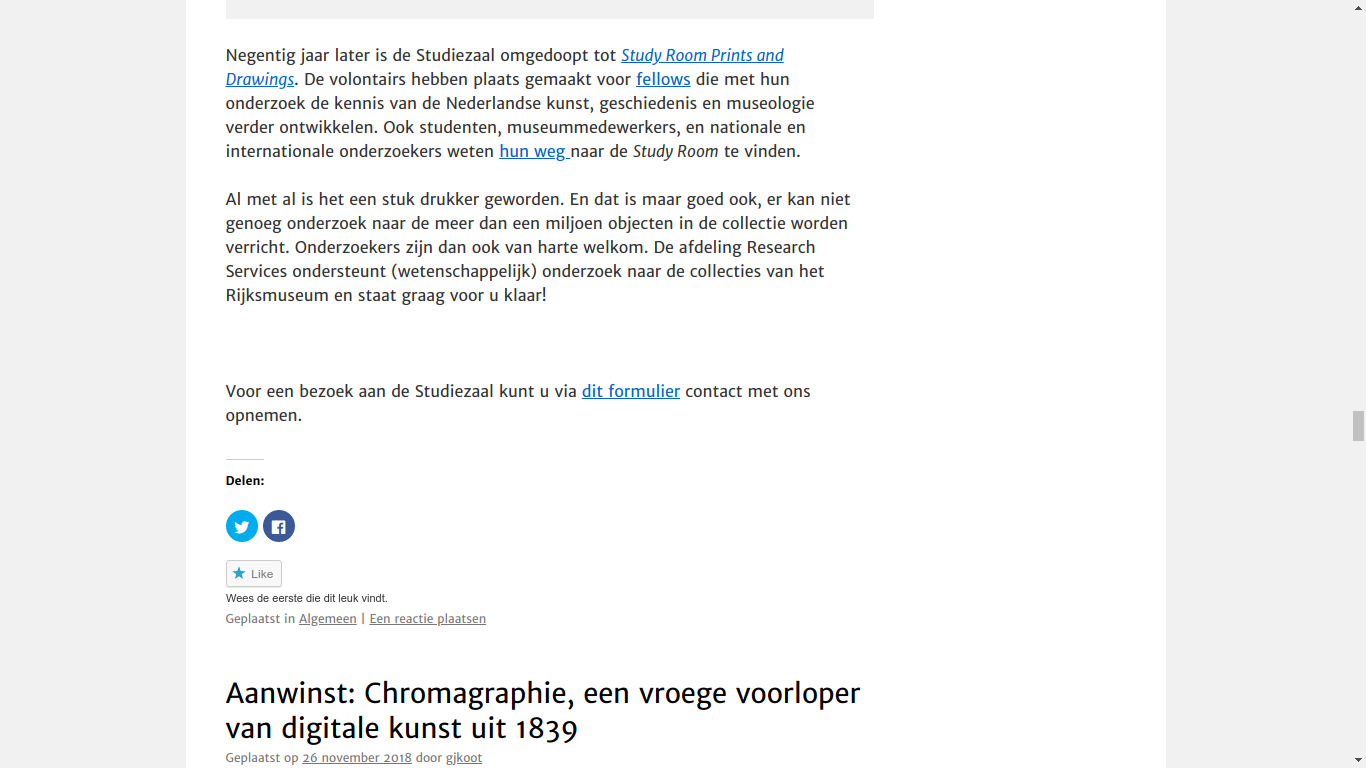 Negentig jaar later is de Studiezaal omgedoopt tot Study Room Prints and
Drawings. De volontairs hebben plaats gemaakt voor fellows die met hun
onderzoek de kennis van de Nederlandse kunst, geschiedenis en museologie
verder ontwikkelen. Ook studenten, museummedewerkers, en nationale en
internationale onderzoekers weten hun weg naar de Study Room te vinden.
Al met al is het een stuk drukker geworden. En dat is maar goed ook, er kan niet
genoeg onderzoek naar de meer dan een miljoen objecten in de collectie worden
verricht. Onderzoekers zijn dan ook van harte welkom. De afdeling Research
Services ondersteunt (wetenschappelijk) onderzoek naar de collecties van het
Rijksmuseum en staat graag voor u klaar!
Voor een bezoek aan de Studiezaal kunt u via dit formulier contact met ons
opnemen.
Delen:
Like
Wees de eerste die dit leuk vindt.
Geplaatst in Algemeen | Een reactie plaatsen
Aanwinst: Chromagraphie, een vroege voorloper
van digitale kunst uit 1839
Geplaatst op 26 november 2018 door gjkoot